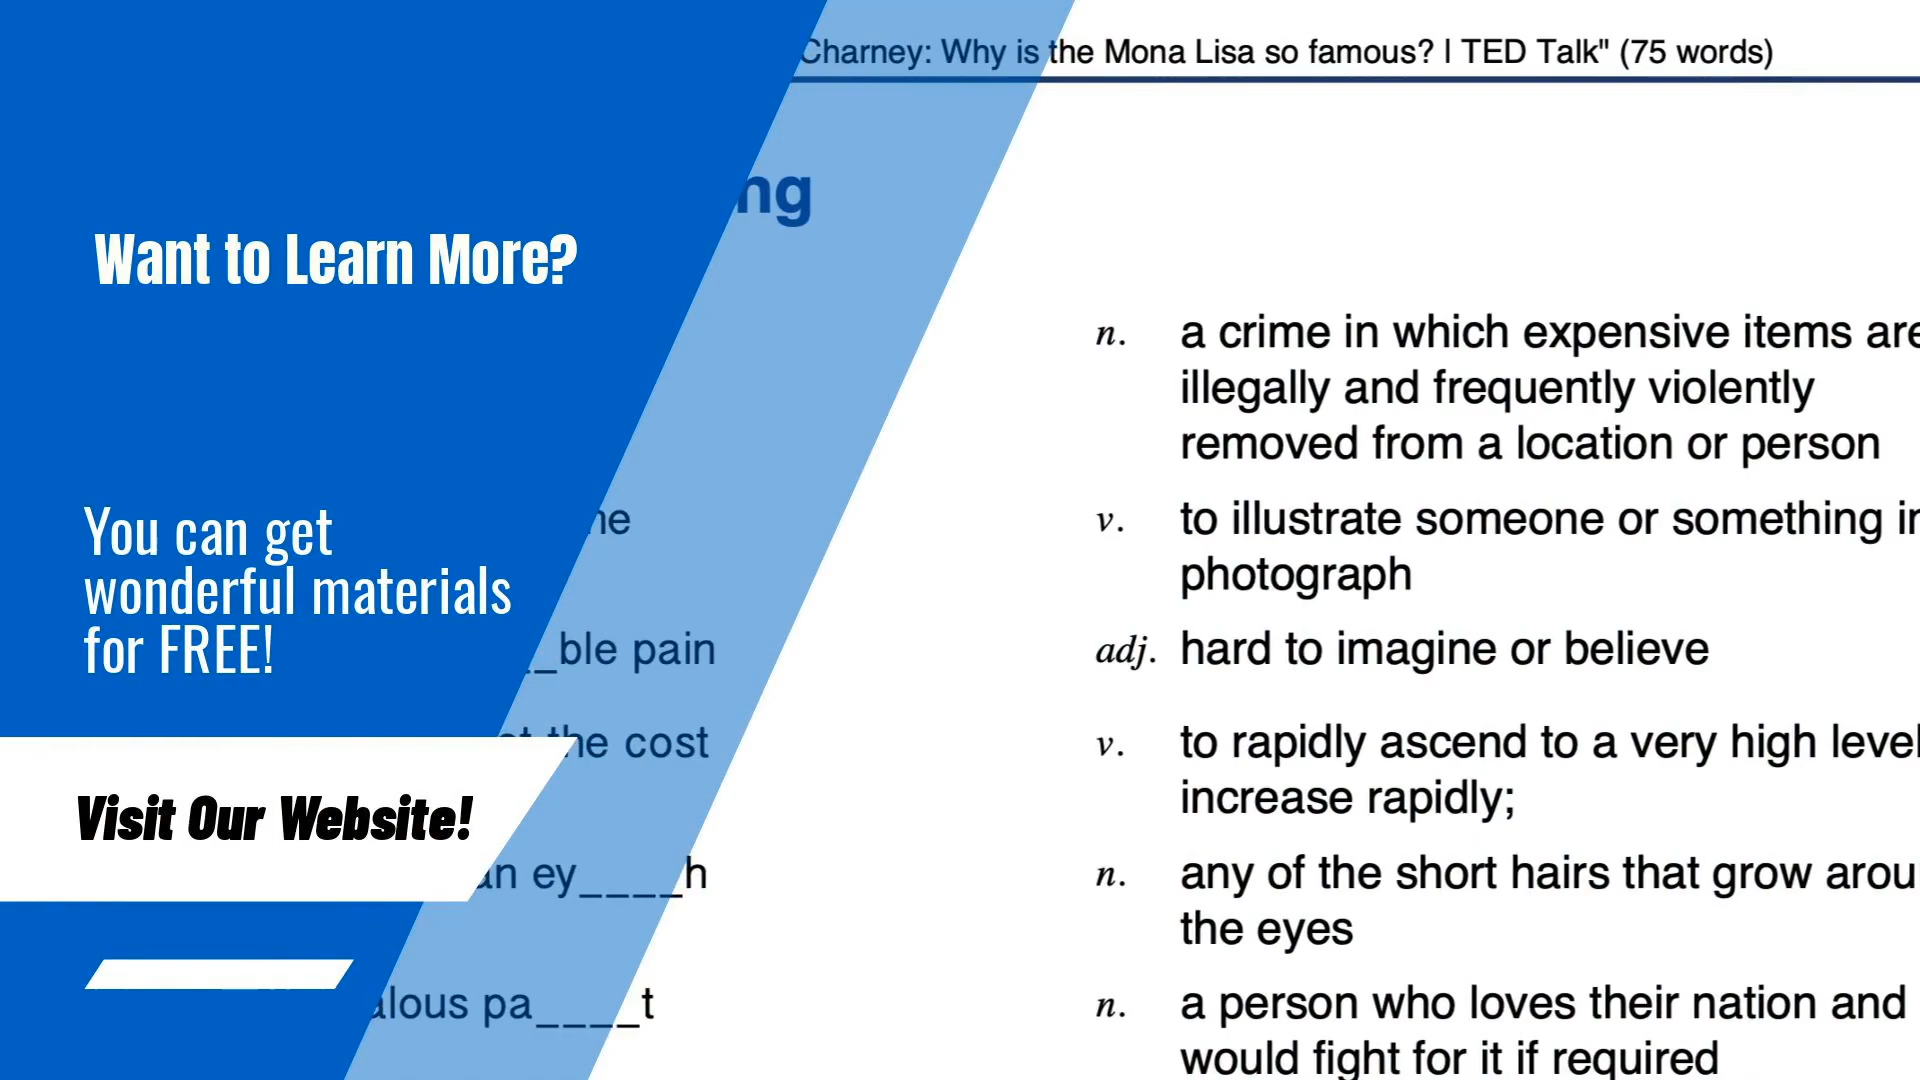 Charney: Why is the Mona Lisa so famous? | TED Talk" (75 words)
Want to Learn More?
You can get
wonderful materials
for FREE!
Visit Our Website!
ble pain
the cost
ey____h
alous pa____t
n. a crime in which expensive items are
illegally and frequently violently
removed from a location or person
v. to illustrate someone or something in
photograph
adj. hard to imagine or believe
v. to rapidly ascend to a very high level
increase rapidly;
n. any of the short hairs that grow arou
the eyes
n. a person who loves their nation and
would fight for it if required